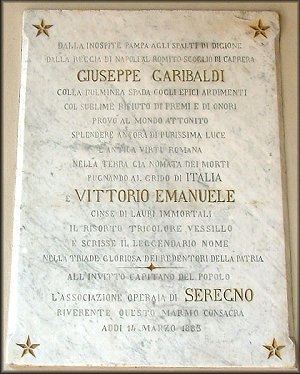 DALLA INOSPITE PAMPA AGLI SPALTI DI DIGIONE
DALLA REGGIA DI NAPOLI AL ROMITO SCOGLIO DI CAPRERA
GIUSEPPE GARIBALDI
COLLA FULMINEA SPADA COGLI EPICI ARDIMENTI
COL SUBLIME RIFIUTO DI PREMI E DI ONORI
PROVÒ AL MONDO ATTONITO
SPLENDERE ANCORA DI PURISSIMA LUCE
L'ANTICA VIRTÙ ROMANA
NELLA TERRA GIÀ NOMATA DEI MORTI
PUGNANDO AL GRIDO DI ITALIA
E VITTORIO EMANUELE
CINSE DI LAURI IMMORTALI
IL RISORTO TRICOLORE VESSILLO
E SCRISSE IL LEGGENDARIO NOME
NELLA TRIADE GLORIOSA DEI REDENTORI DELLA PATRIA
ALL'INVITTO CAPITANO DEL POPOLO
L'ASSOCIAZIONE OPERAIA DI SEREGNO
RIVERENTE QUESTO MARMO CONSACRA
ADDÌ 14 MARZO 1883